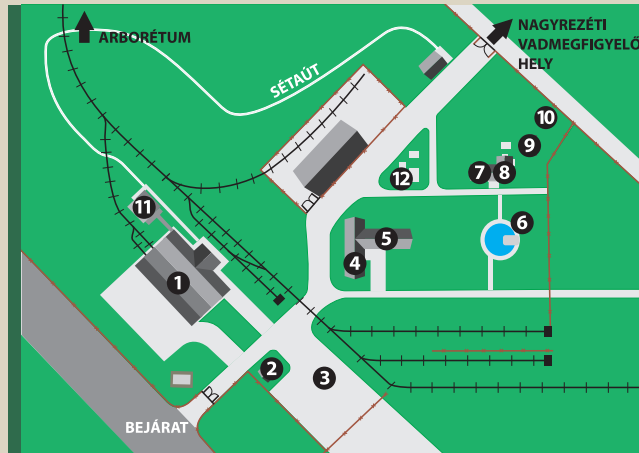 ARBORÉTUM
NAGYREZÉTI
VADMEGFIGYELŐ
HELY
SÉTAÚT
10
9
7
8
12
11
6
5
4
1
2
3
BEJÁRAT